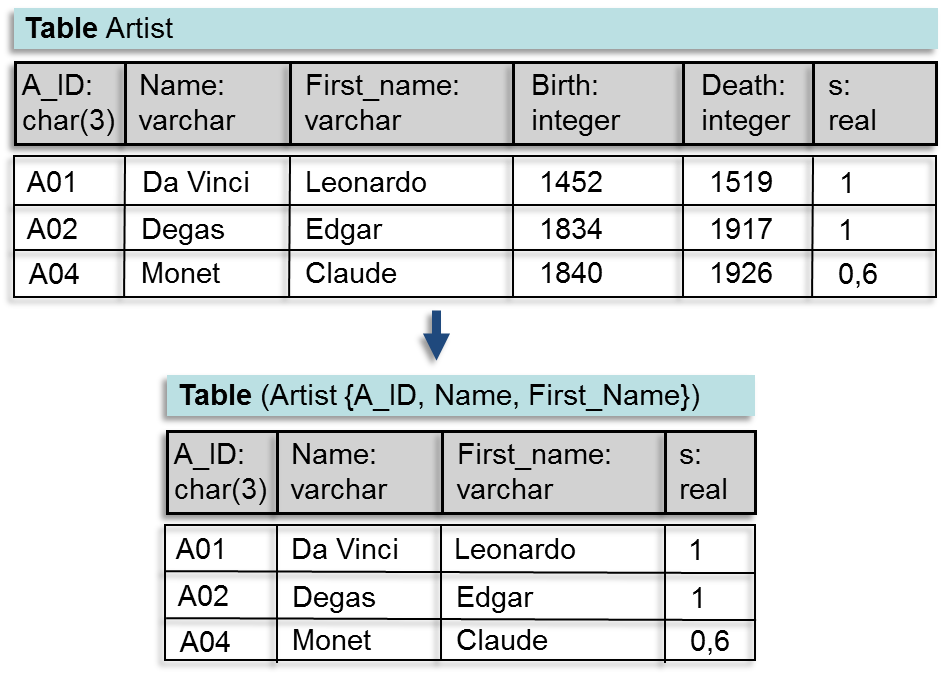 Table Artist
A_ID: Name: First_name: Birth: Death: s:
char(3) varchar varchar integer integer real
A01 Da Vinci Leonardo 1452 1519 1
A02 Degas Edgar 1834 1917 1
A04 Monet Claude 1840 1926 0,6
Table (Artist {A_ID, Name, First_Name})
A_ID: Name: First_name: s:
char(3) varchar varchar real
A01 Da Vinci Leonardo 1
A02 Degas Edgar 1
A04 Monet Claude 0,6